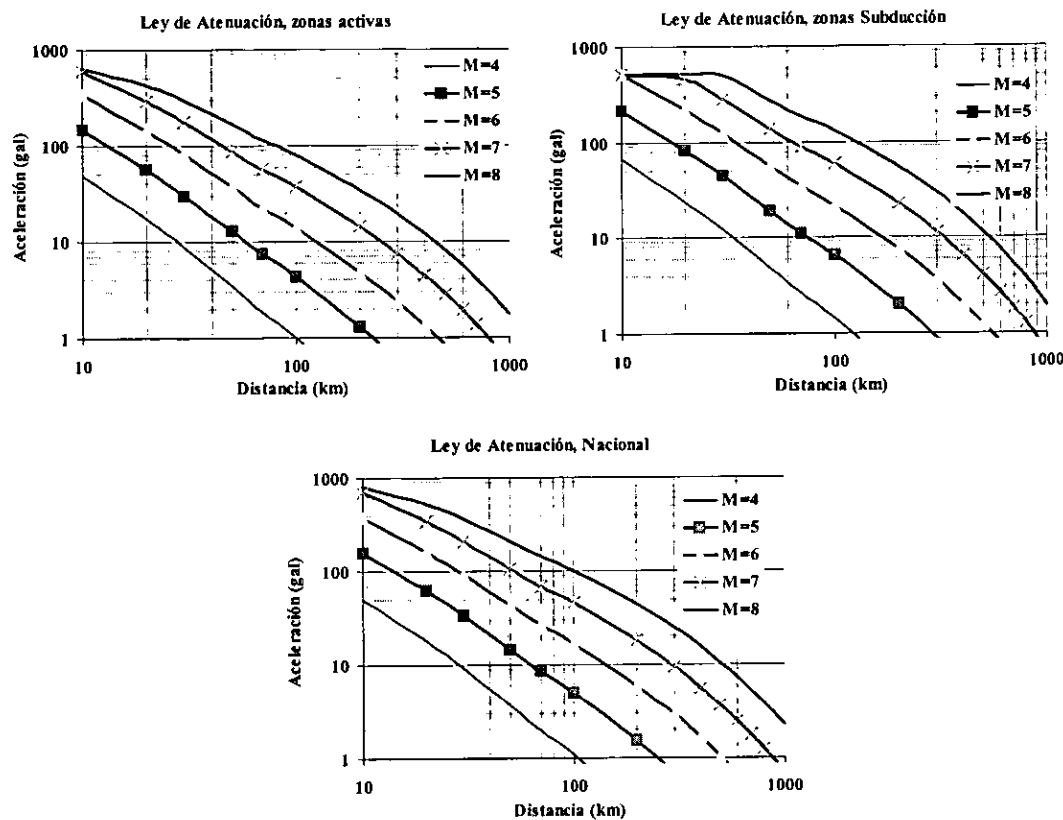 Ley de Atenuación, zonas activas
1000
100
10
1
Aceleración (gal)
M=4
M=5
M=6
M=7
M=8
10
100
1000
Distancia (km)
Ley de Atenuación, zonas Subducción
1000
100
10
1
Aceleración (gal)
M=4
M=5
M=6
M=7
M=8
10
100
1000
Distancia (km)
Ley de Atenuación, Nacional
1000
100
10
1
Aceleración (gal)
M=4
M=5
M=6
M=7
M=8
10
100
1000
Distancia (km)